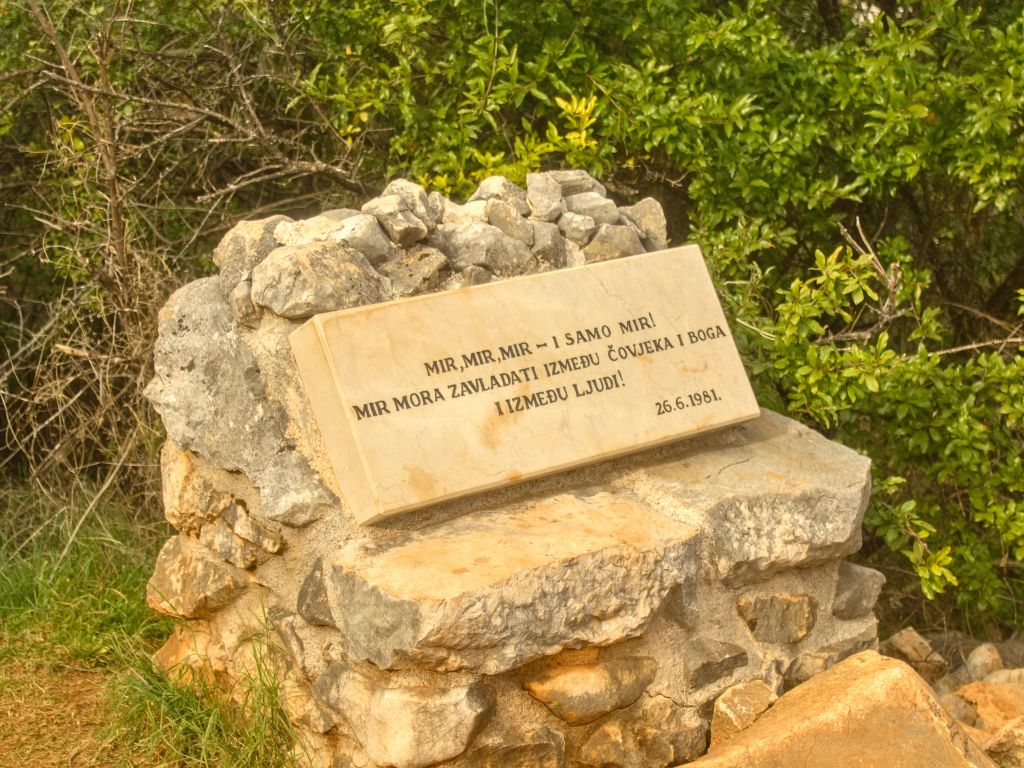 MIR, MIR, MIR – I SAMO MIR!
MIR MORA ZAVLADATI IZMEĐU ČOVJEKA I BOGA
I IZMEĐU LJUDI!
26.6.1981.